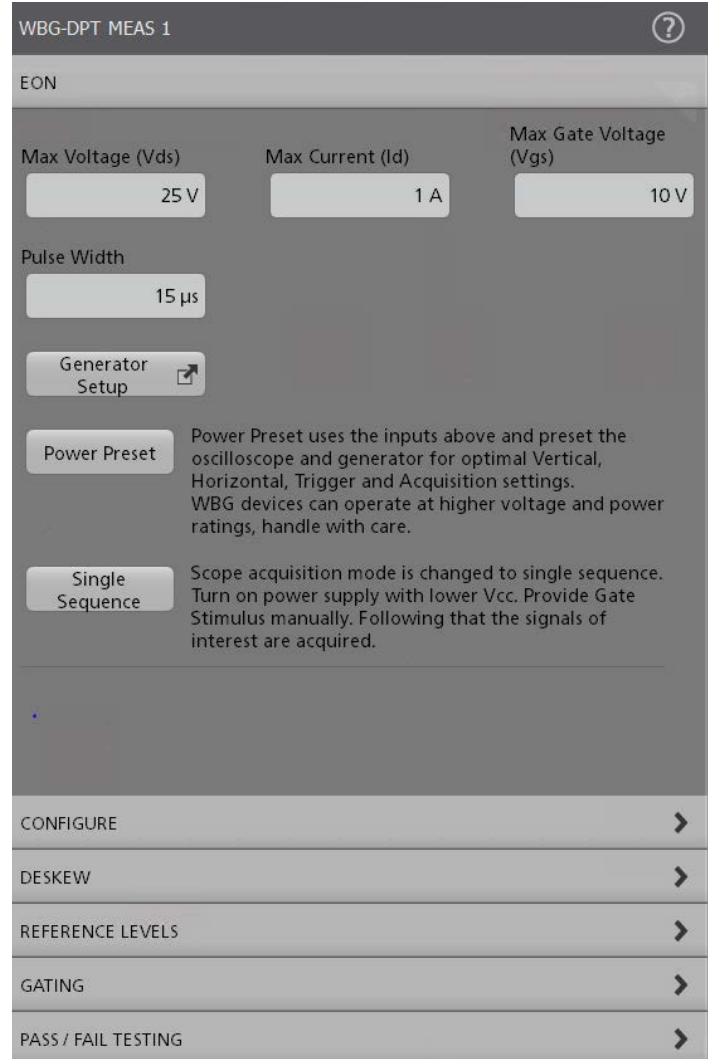 WBG-DPT MEAS 1
?
EON
Max Voltage (Vds)
25 V
Max Current (Id)
1 A
Max Gate Voltage
(Vgs)
10 V
Pulse Width
15 µs
Generator
Setup
Power Preset
Power Preset uses the inputs above and preset the
oscilloscope and generator for optimal Vertical,
Horizontal, Trigger and Acquisition settings.
WBG devices can operate at higher voltage and power
ratings, handle with care.
Single
Sequence
Scope acquisition mode is changed to single sequence.
Turn on power supply with lower Vcc. Provide Gate
Stimulus manually. Following that the signals of
interest are acquired.
CONFIGURE
DESKEW
REFERENCE LEVELS
GATING
PASS / FAIL TESTING